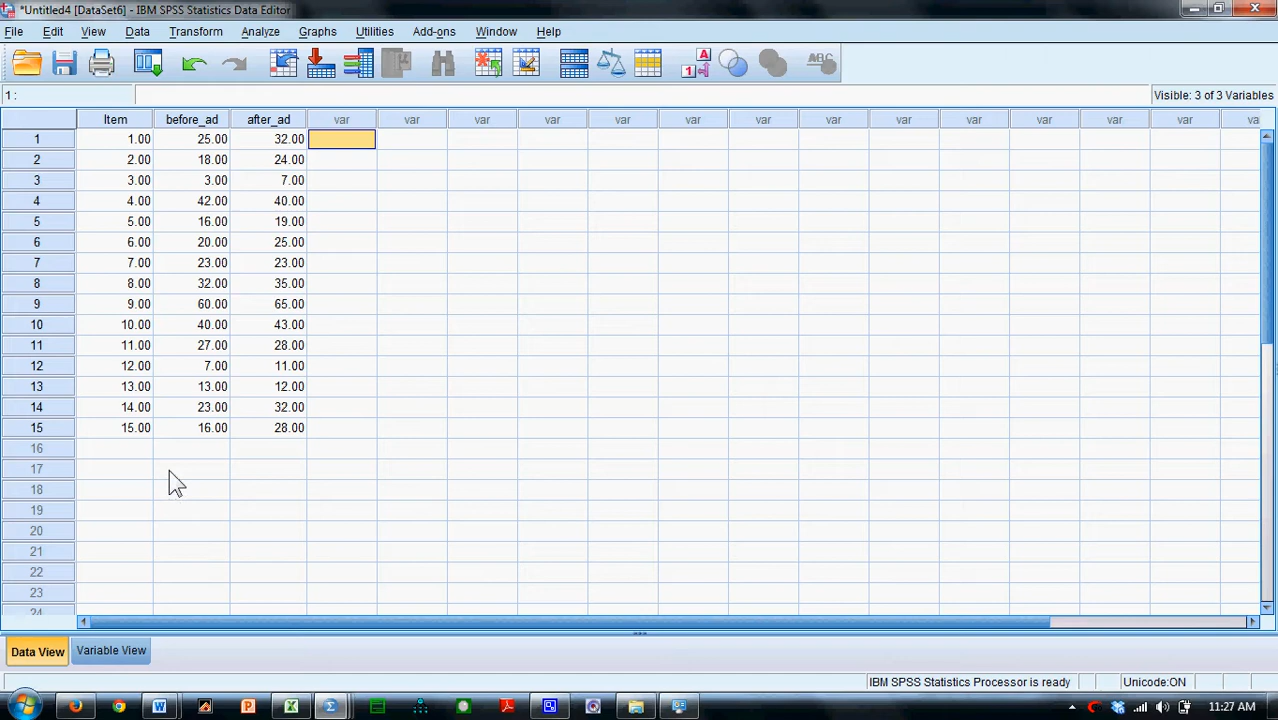 *Untitled4 [DataSet6] - IBM SPSS Statistics Data Editor
File Edit View Data Transform Analyze Graphs Utilities Add-ons Window Help
A
1
ABC
1 : Visible: 3 of 3 Variables
Item before_ad after_ad var var var var var var var var var var var var var va
1 1.00 25.00 32.00
2 2.00 18.00 24.00
3 3.00 3.00 7.00
4 4.00 42.00 40.00
5 5.00 16.00 19.00
6 6.00 20.00 25.00
7 7.00 23.00 23.00
8 8.00 32.00 35.00
9 9.00 60.00 65.00
10 10.00 40.00 43.00
11 11.00 27.00 28.00
12 12.00 7.00 11.00
13 13.00 13.00 12.00
14 14.00 23.00 32.00
15 15.00 16.00 28.00
16
17
18
19
20
21
22
23
24
Data View Variable View
IBM SPSS Statistics Processor is ready Unicode:ON
11:27 AM